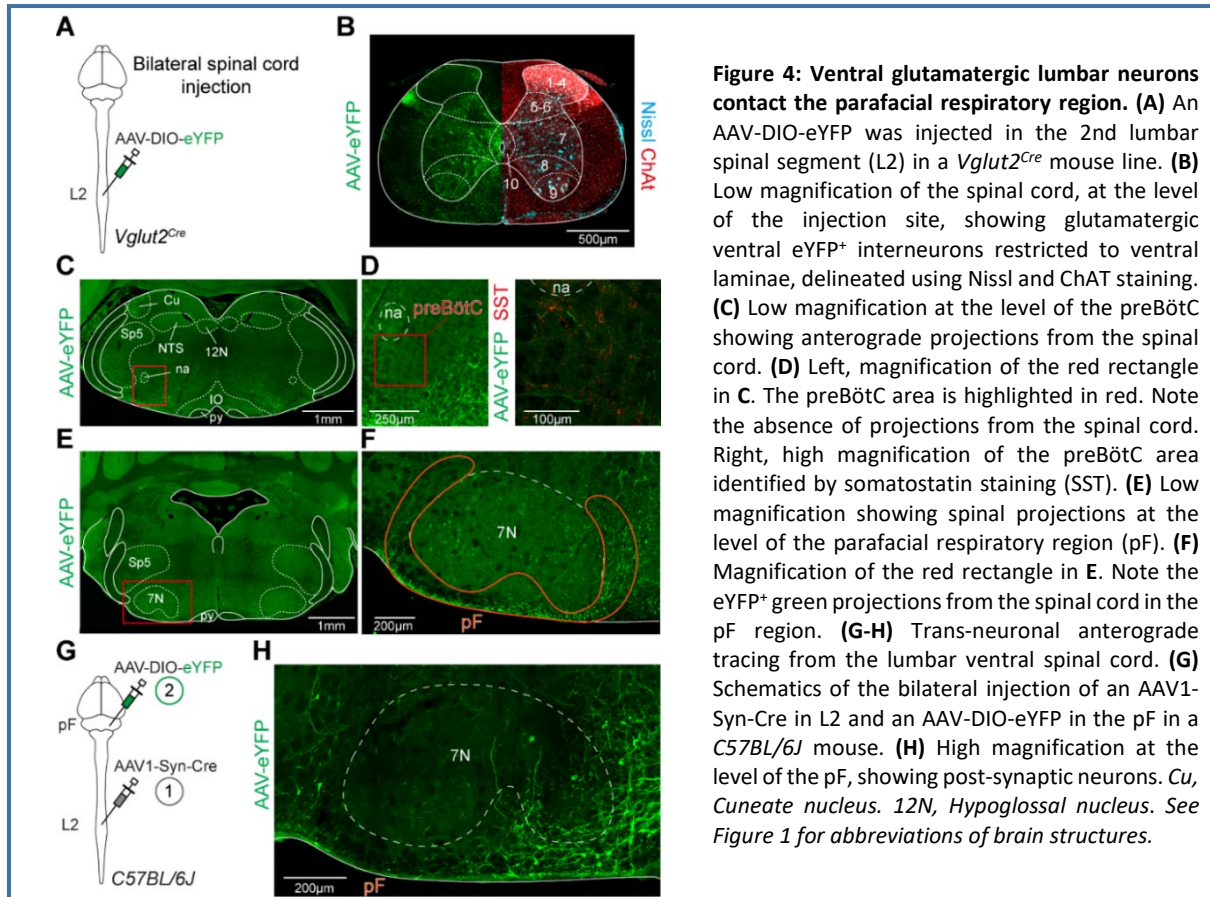 A
Bilateral spinal cord
injection
AAV-DIO-eYFP
L2
Vglut2Cre
B
AAV-eYFP
1-4
5-6
7
8
9
10
Nissl
ChAt
500µm
C
AAV-eYFP
Cu
Sp5
NTS
12N
na
IO
py
1mm
D
na
preBötC
250µm
AAV-eYFP
SST
na
100µm
E
AAV-eYFP
Sp5
7N
py
1mm
F
7N
200µm
pF
G
AAV-DIO-eYFP
2
pF
AAV1-Syn-Cre
1
L2
C57BL/6J
H
AAV-eYFP
7N
200µm
pF
Figure 4: Ventral glutamatergic lumbar neurons
contact the parafacial respiratory region. (A) An
AAV-DIO-eYFP was injected in the 2nd lumbar
spinal segment (L2) in a Vglut2Cre mouse line. (B)
Low magnification of the spinal cord, at the level
of the injection site, showing glutamatergic
ventral eYFP+ interneurons restricted to ventral
laminae, delineated using Nissl and ChAT staining.
(C) Low magnification at the level of the preBötC
showing anterograde projections from the spinal
cord. (D) Left, magnification of the red rectangle
in C. The preBötC area is highlighted in red. Note
the absence of projections from the spinal cord.
Right, high magnification of the preBötC area
identified by somatostatin staining (SST). (E) Low
magnification showing spinal projections at the
level of the parafacial respiratory region (pF). (F)
Magnification of the red rectangle in E. Note the
eYFP+ green projections from the spinal cord in the
pF region. (G-H) Trans-neuronal anterograde
tracing from the lumbar ventral spinal cord. (G)
Schematics of the bilateral injection of an AAV1-
Syn-Cre in L2 and an AAV-DIO-eYFP in the pF in a
C57BL/6J mouse. (H) High magnification at the
level of the pF, showing post-synaptic neurons. Cu,
Cuneate nucleus. 12N, Hypoglossal nucleus. See
Figure 1 for abbreviations of brain structures.